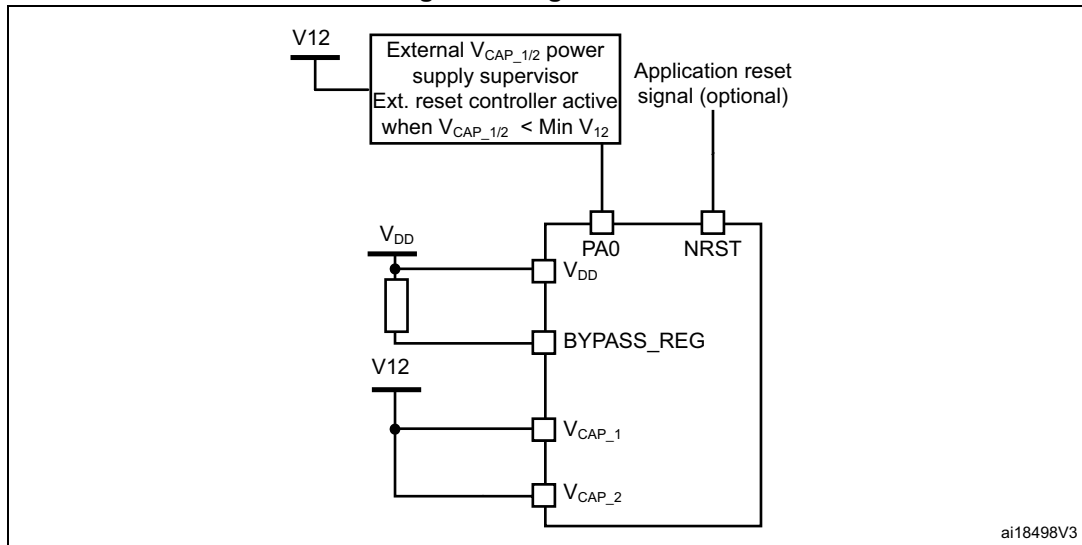 V12
External V_CAP_1/2 power
supply supervisor
Ext. reset controller active
when V_CAP_1/2 < Min V_12
Application reset
signal (optional)
PA0
NRST
V_DD
V_DD
BYPASS_REG
V12
V_CAP_1
V_CAP_2
ai18498V3